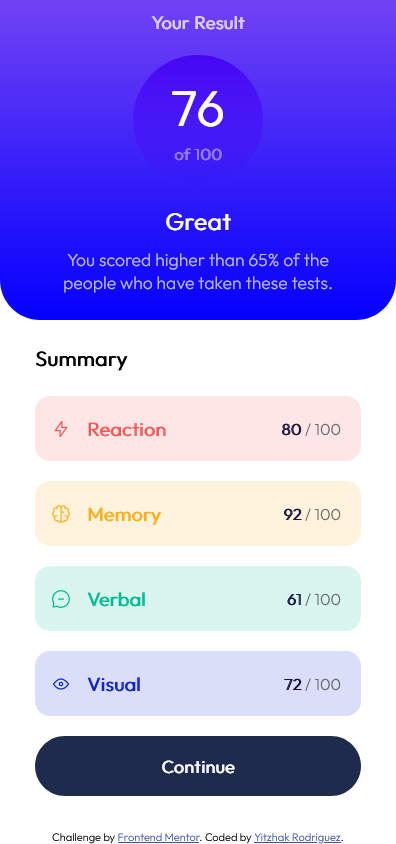 Your Result
76
of 100
Great
You scored higher than 65% of the
people who have taken these tests.
Summary
Reaction 80 / 100
Memory 92 / 100
Verbal 61 / 100
Visual 72 / 100
Continue
Challenge by Frontend Mentor. Coded by Yitzhak Rodriguez.